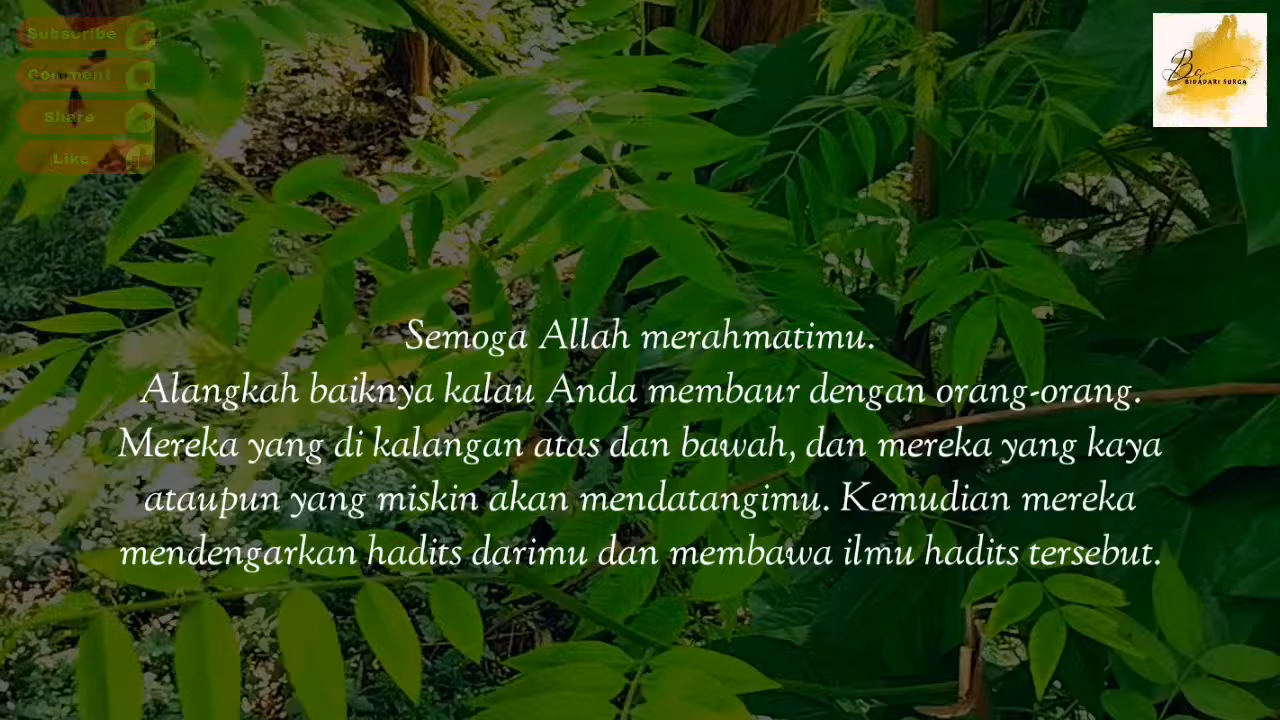 Subscribe
Comment
Share
Like
Bs
BIDADARI SURGA
Semoga Allah merahmatimu.
Alangkah baiknya kalau Anda membaur dengan orang-orang.
Mereka yang di kalangan atas dan bawah, dan mereka yang kaya
ataupun yang miskin akan mendatangimu. Kemudian mereka
mendengarkan hadits darimu dan membawa ilmu hadits tersebut.